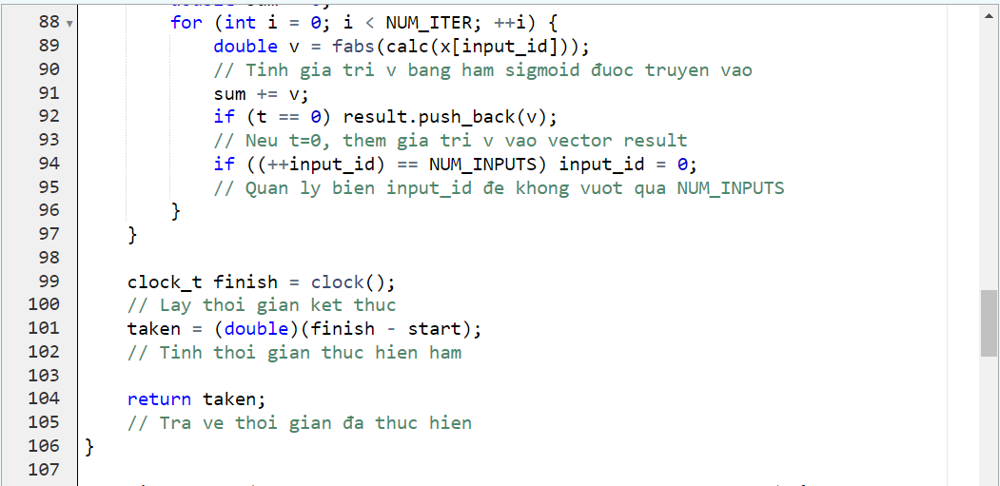 88 for (int i = 0; i < NUM_ITER; ++i) {
89 double v = fabs(calc(x[input_id]));
90 // Tinh gia tri v bang ham sigmoid đuoc truyen vao
91 sum += v;
92 if (t == 0) result.push_back(v);
93 // Neu t=0, them gia tri v vao vector result
94 if ((++input_id) == NUM_INPUTS) input_id = 0;
95 // Quan ly bien input_id đe khong vuot qua NUM_INPUTS
96 }
97 }
98
99 clock_t finish = clock();
100 // Lay thoi gian ket thuc
101 taken = (double)(finish - start);
102 // Tinh thoi gian thuc hien ham
103
104 return taken;
105 // Tra ve thoi gian đa thuc hien
106 }
107